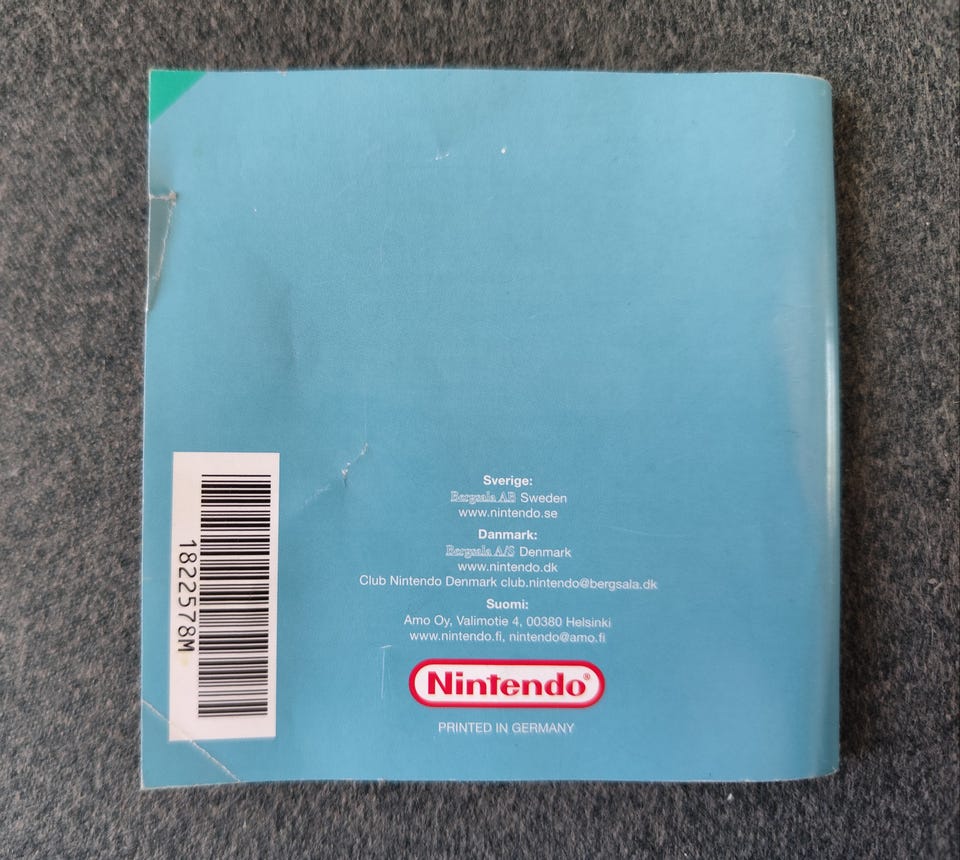 1822578M
Sverige:
Bergsala AB Sweden
www.nintendo.se
Danmark:
Bergsala A/S Denmark
www.nintendo.dk
Club Nintendo Denmark club.nintendo@bergsala.dk
Suomi:
Amo Oy, Valimotie 4, 00380 Helsinki
www.nintendo.fi, nintendo@amo.fi
Nintendo®
PRINTED IN GERMANY